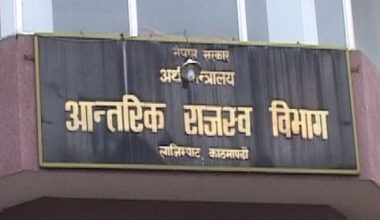 नेपाल सरकार
अर्थ मन्त्रालय
आन्तरिक राजस्व विभाग
लाजिम्पाट, काठमाण्डौ